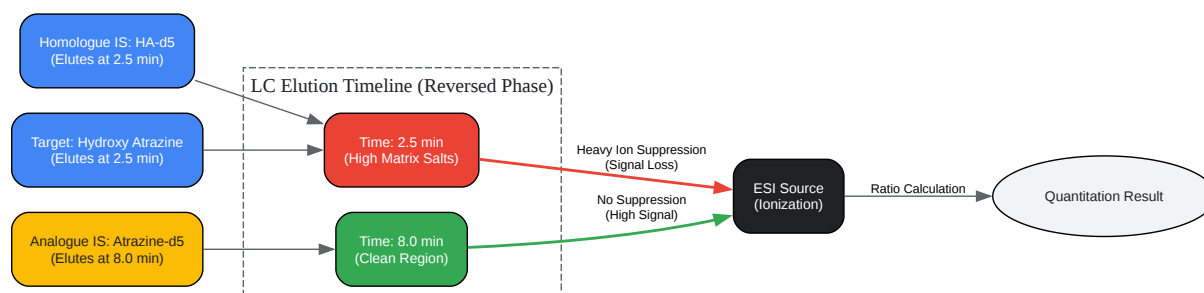 Homologue IS: HA-d5
(Elutes at 2.5 min)
LC Elution Timeline (Reversed Phase)
Target: Hydroxy Atrazine
(Elutes at 2.5 min)
Time: 2.5 min
(High Matrix Salts)
Heavy Ion Suppression
(Signal Loss)
Analogue IS: Atrazine-d5
(Elutes at 8.0 min)
Time: 8.0 min
(Clean Region)
No Suppression
(High Signal)
ESI Source
(Ionization)
Ratio Calculation
Quantitation Result